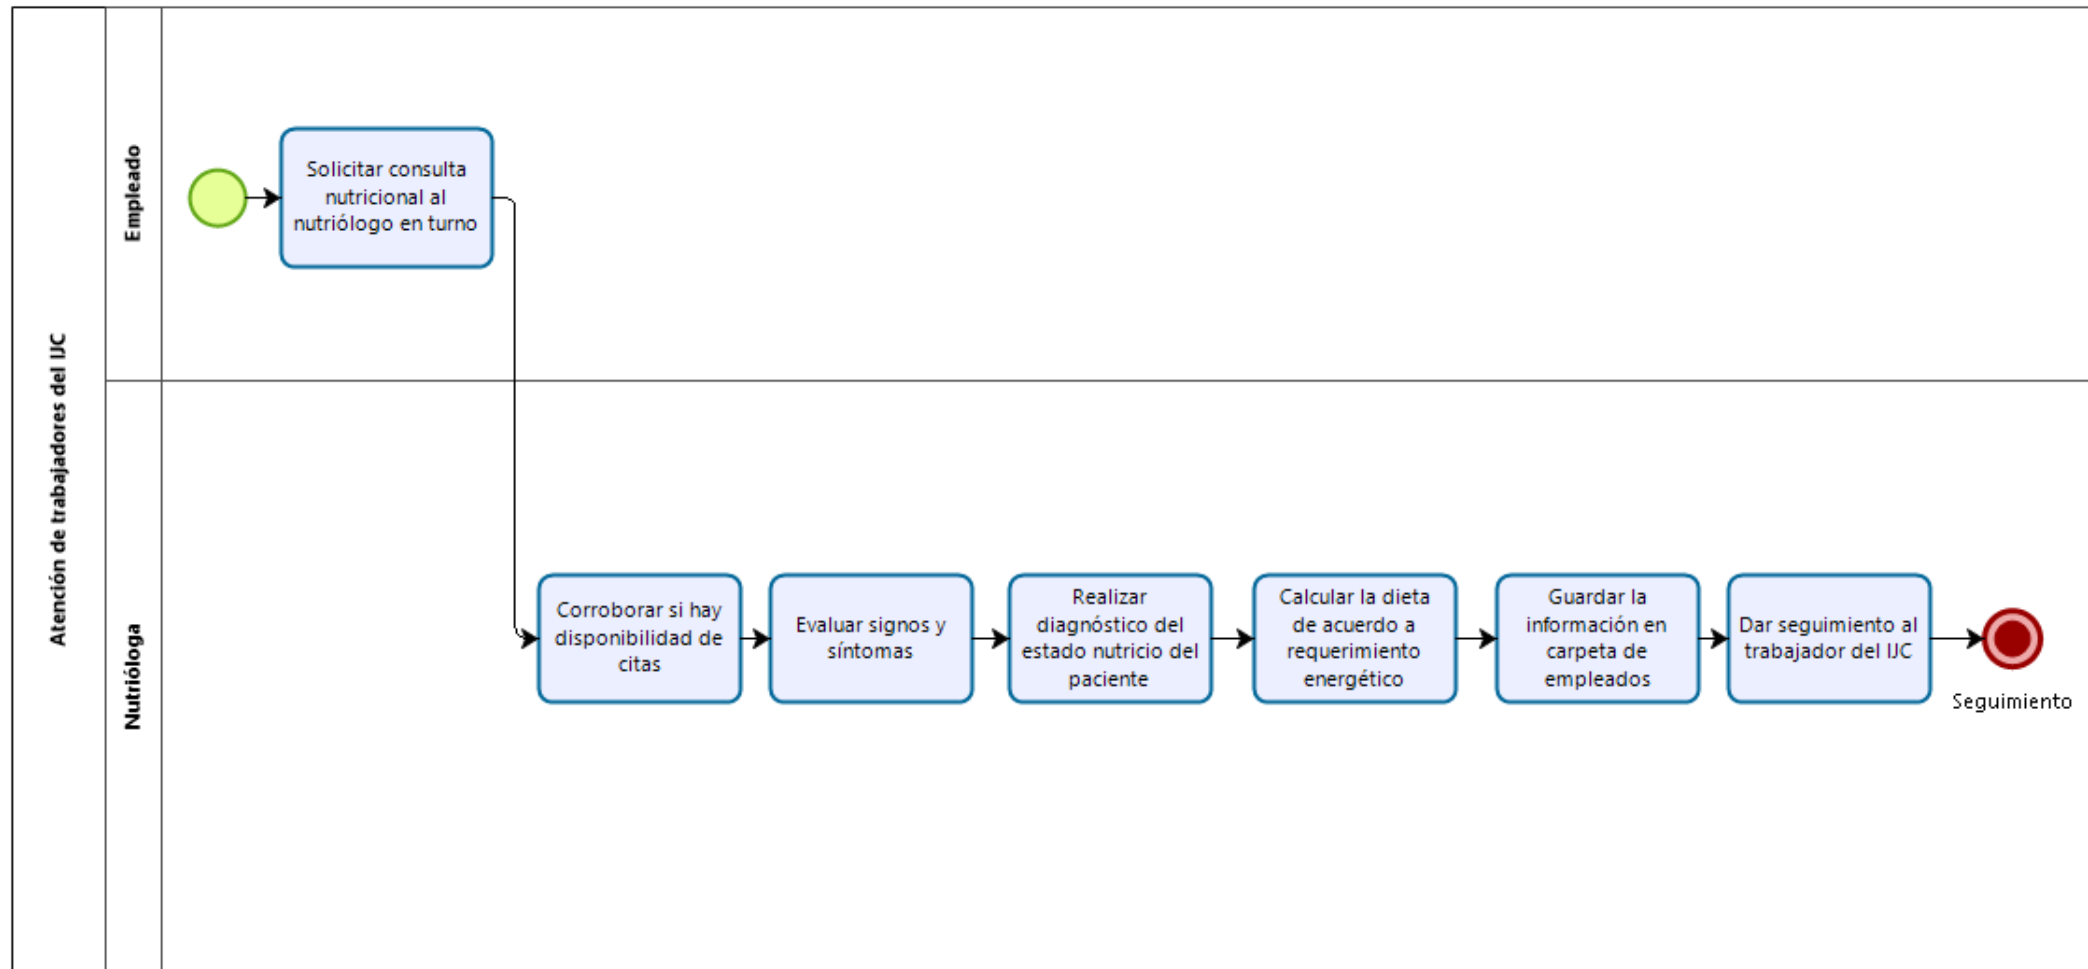 Atención de trabajadores del IJC
Empleado
Solicitar consulta
nutricional al
nutriólogo en turno
Nutrióloga
Corroborar si hay
disponibilidad de
citas
Evaluar signos y
síntomas
Realizar
diagnóstico del
estado nutricio del
paciente
Calcular la dieta
de acuerdo a
requerimiento
energético
Guardar la
información en
carpeta de
empleados
Dar seguimiento al
trabajador del IJC
Seguimiento